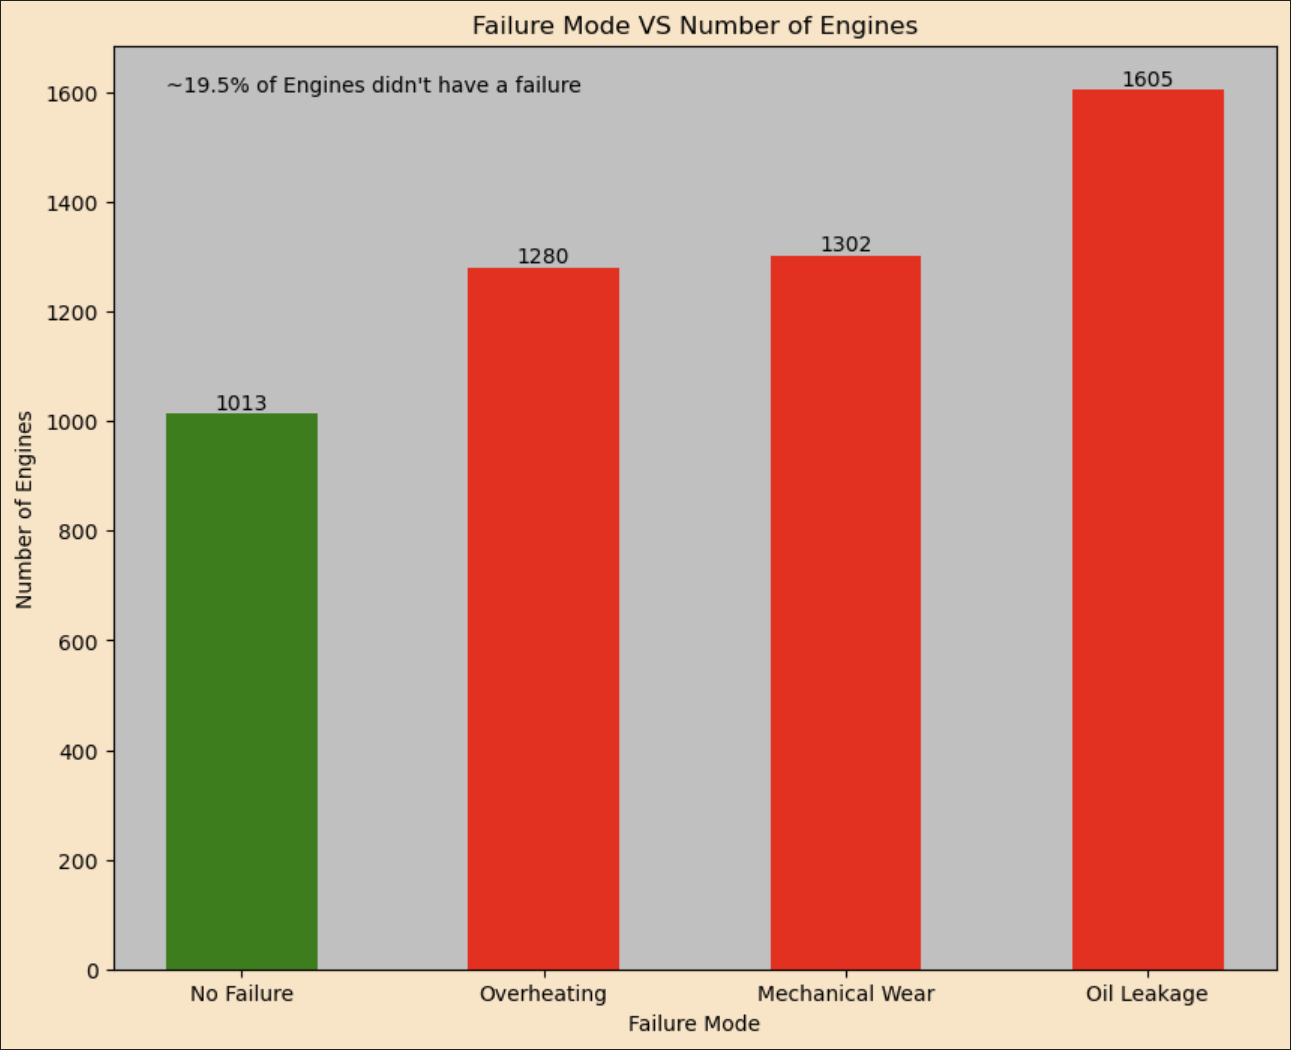 Failure Mode VS Number of Engines
~19.5% of Engines didn't have a failure
1605
1600
1400
1302
1280
1200
1013
1000
800
600
400
200
0
Number of Engines
No Failure Overheating Mechanical Wear Oil Leakage
Failure Mode